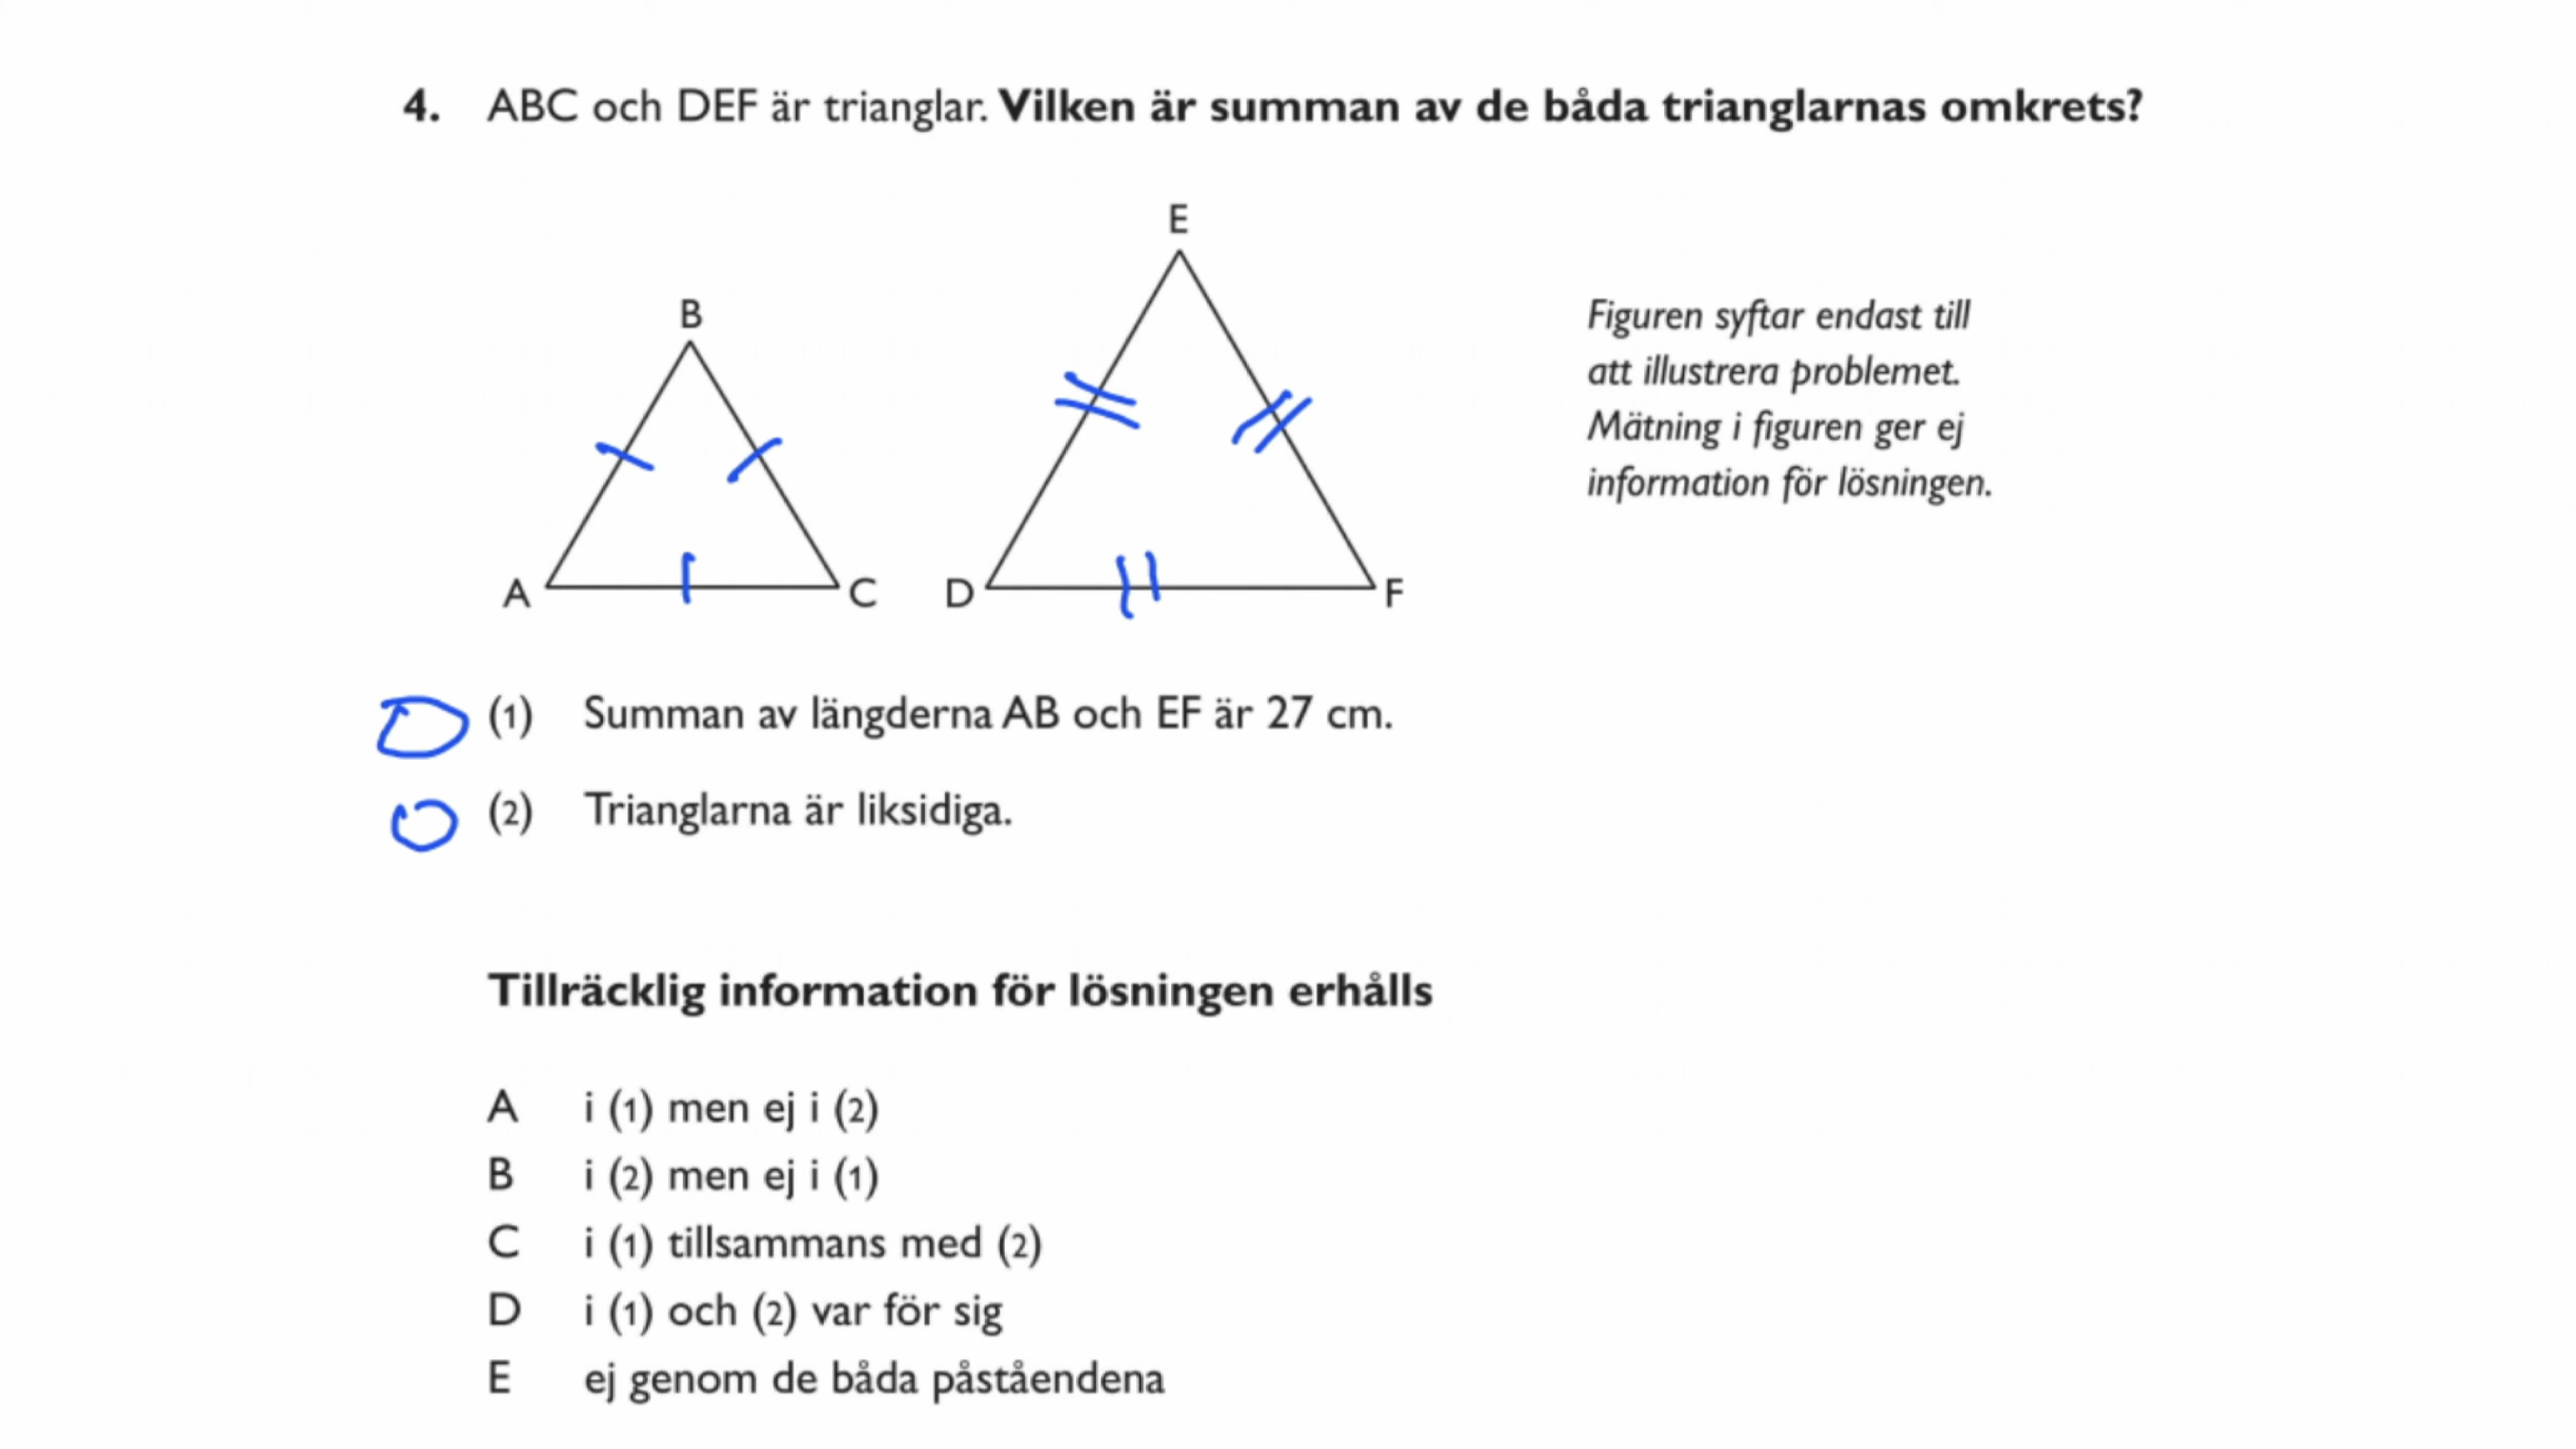 4. ABC och DEF är trianglar. Vilken är summan av de båda trianglarnas omkrets?
E
B
A
C
D
F
Figuren syftar endast till
att illustrera problemet.
Mätning i figuren ger ej
information för lösningen.
(1) Summan av längderna AB och EF är 27 cm.
(2) Trianglarna är liksidiga.
Tillräcklig information för lösningen erhålls
A i (1) men ej i (2)
B i (2) men ej i (1)
C i (1) tillsammans med (2)
D i (1) och (2) var för sig
E ej genom de båda påståendena